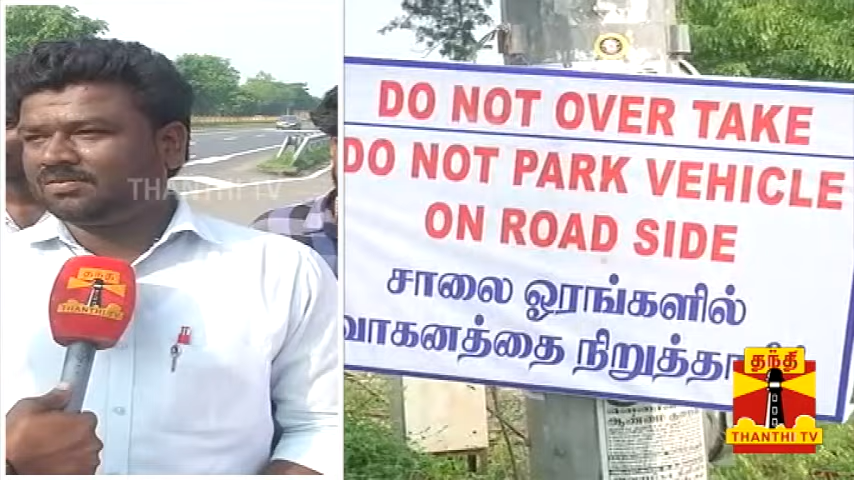 DO NOT OVER TAKE
DO NOT PARK VEHICLE
ON ROAD SIDE
சாலை ஓரங்களில்
வாகனத்தை நிறுத்தா
THANTHI TV
தந்தி
THANTHI TV
தந்தி
THANTHI TV